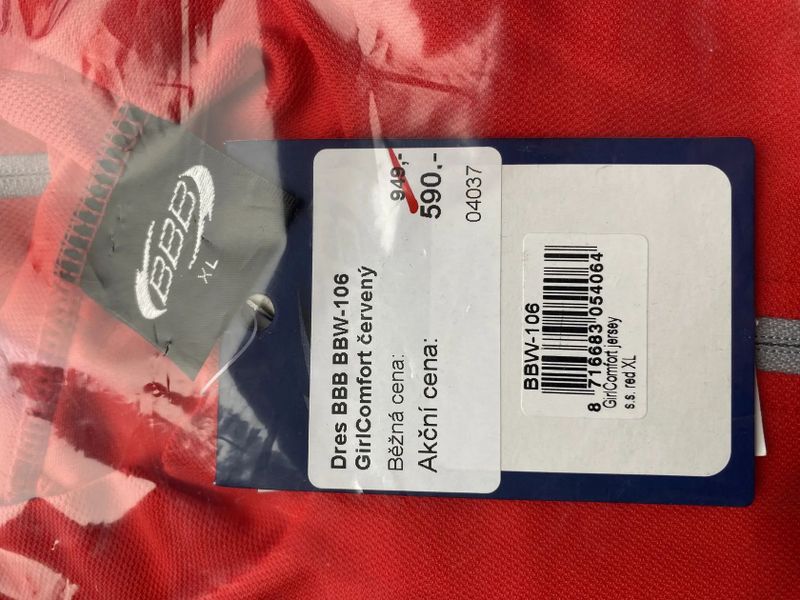 BBB
XL
Dres BBB BBW-106
GirlComfort červený
Běžná cena: 949,-
Akční cena: 590.-
04037
BBW-106
8 716683 054064
GirlComfort jersey
s.s. red XL